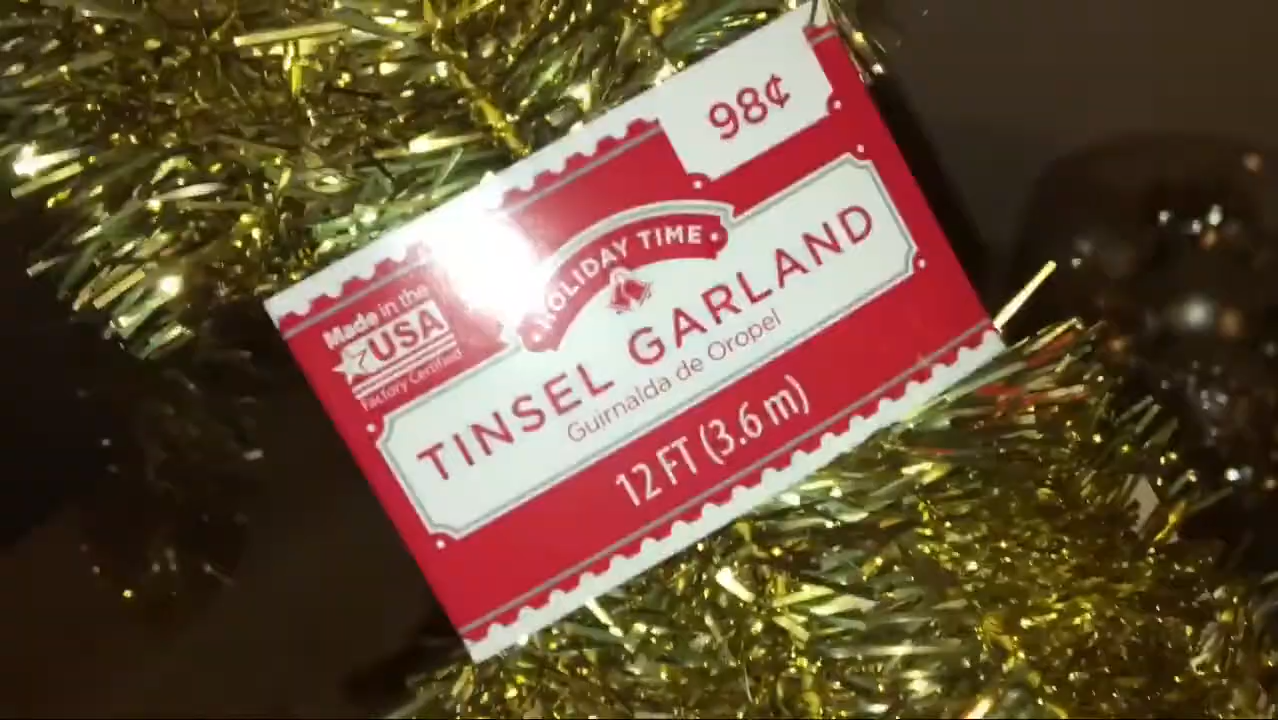 98¢
HOLIDAY TIME
Made in the
USA
Factory Certified
TINSEL GARLAND
Guirnalda de Oropel
12 FT (3.6 m)